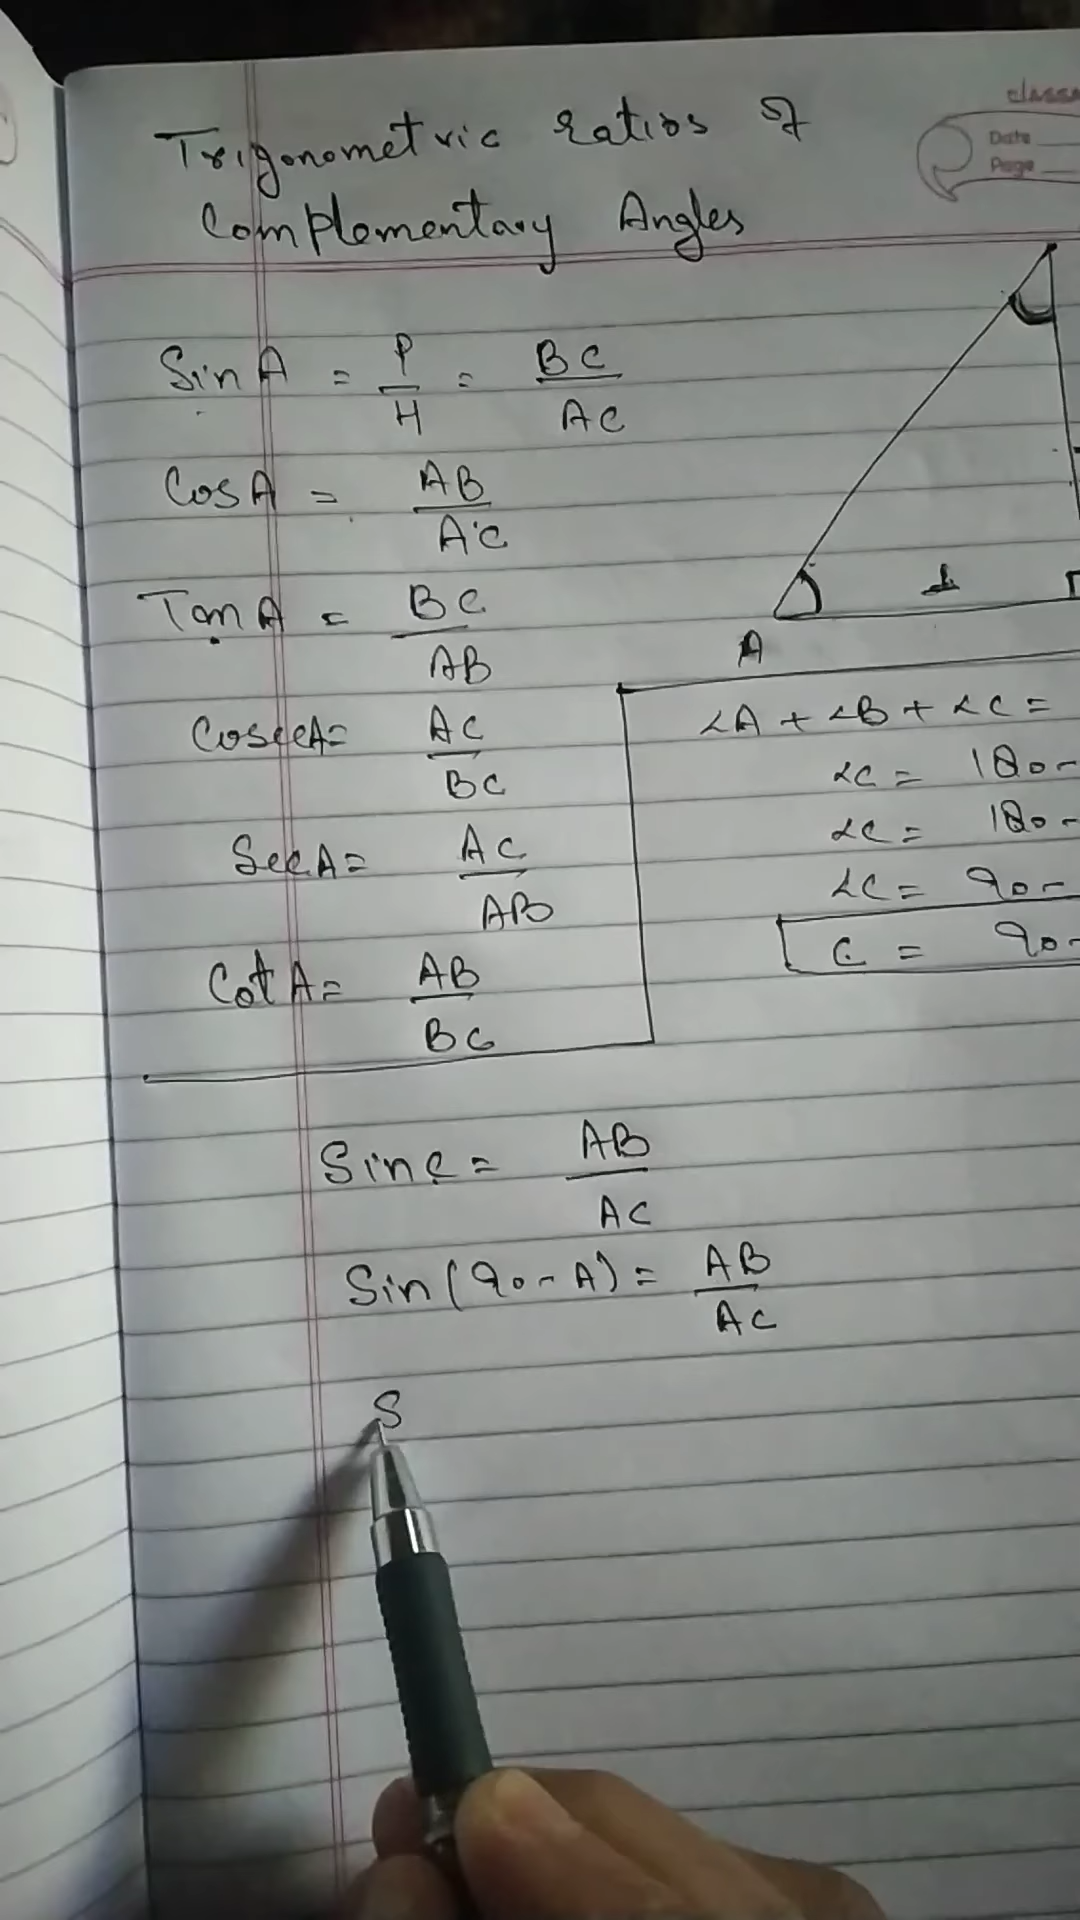 classm
Date
Page
Trigonometric ratios of
Complementary Angles
Sin A = P/H = BC/AC
Cos A = AB/AC
Tan A = BC/AB
Cosec A = AC/BC
Sec A = AC/AB
Cot A = AB/BC
A
∠A + ∠B + ∠C =
∠C = 180 -
∠C = 180 -
∠C = 90 -
C = 90 -
Sin C = AB/AC
Sin (90 - A) = AB/AC
S